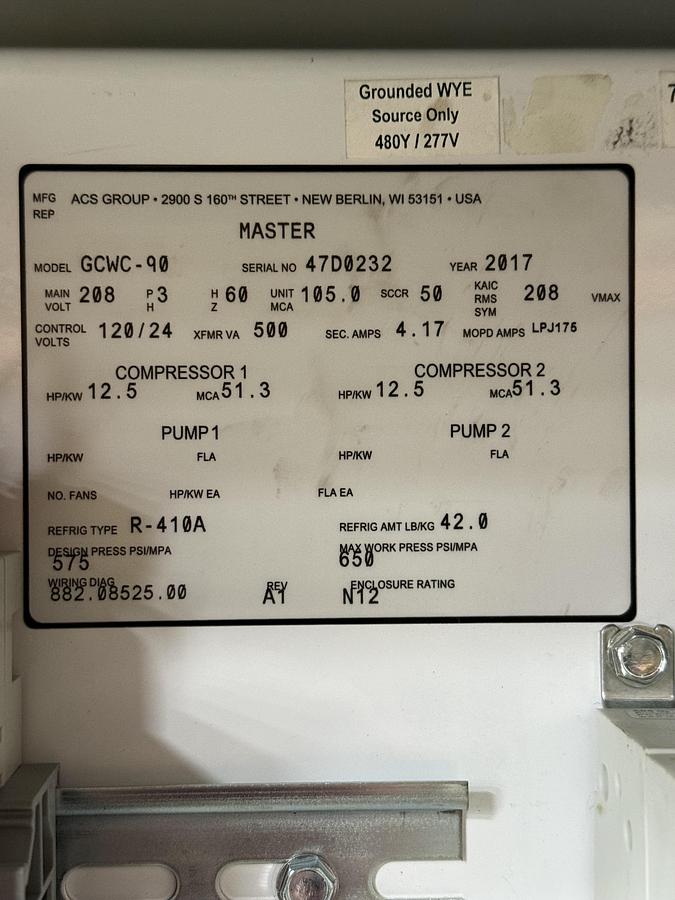 Grounded WYE
Source Only
480Y / 277V
7
MFG REP ACS GROUP • 2900 S 160TH STREET • NEW BERLIN, WI 53151 • USA
MASTER
MODEL GCWC-90 SERIAL NO 47D0232 YEAR 2017
MAIN VOLT 208 PH 3 HZ 60 UNIT MCA 105.0 SCCR 50 KAIC RMS SYM 208 VMAX
CONTROL VOLTS 120/24 XFMR VA 500 SEC. AMPS 4.17 MOPD AMPS LPJ175
COMPRESSOR 1 COMPRESSOR 2
HP/KW 12.5 MCA 51.3 HP/KW 12.5 MCA 51.3
PUMP 1 PUMP 2
HP/KW FLA HP/KW FLA
NO. FANS HP/KW EA FLA EA
REFRIG TYPE R-410A REFRIG AMT LB/KG 42.0
DESIGN PRESS PSI/MPA 575 MAX WORK PRESS PSI/MPA 650
WIRING DIAG 882.08525.00 REV A1 ENCLOSURE RATING N12